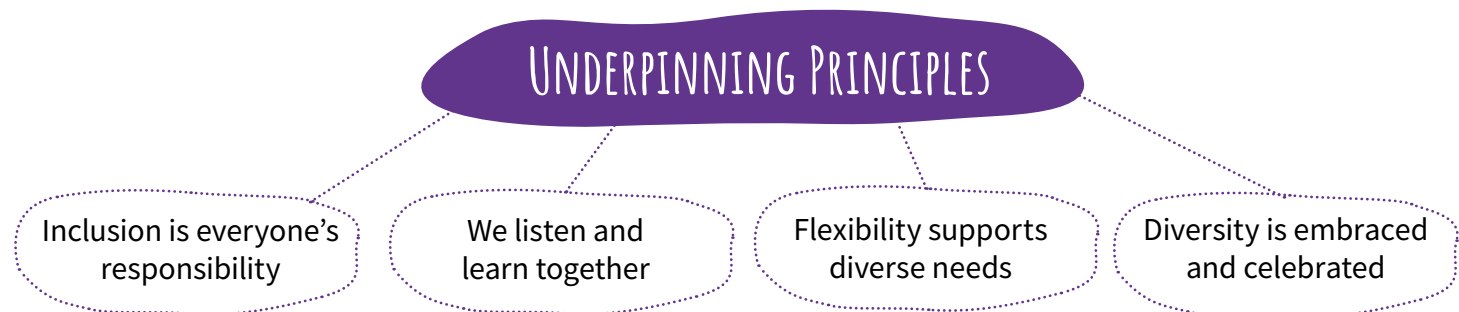 Underpinning Principles
Inclusion is everyone’s
responsibility
We listen and
learn together
Flexibility supports
diverse needs
Diversity is embraced
and celebrated